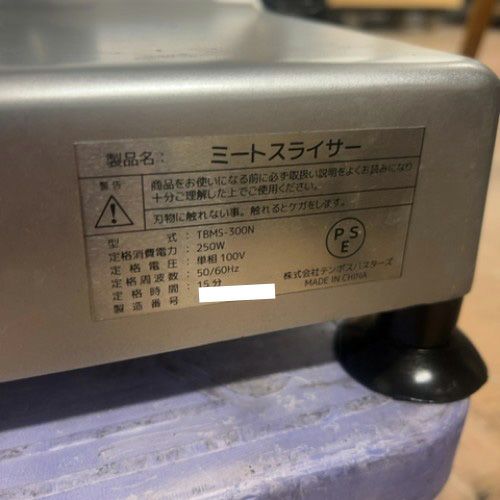 製品名: ミートスライサー
警告
商品をお使いになる前に必ず取扱い説明をよくお読みになり
十分ご理解した上でご使用ください。
刃物に触れない事。触れるとケガをします。
型式: TBMS-300N
定格消費電力: 250W
定格電圧: 単相 100V
定格周波数: 50/60Hz
定格時間: 15分
製造番号:
PSE
株式会社テンポスバスターズ
MADE IN CHINA